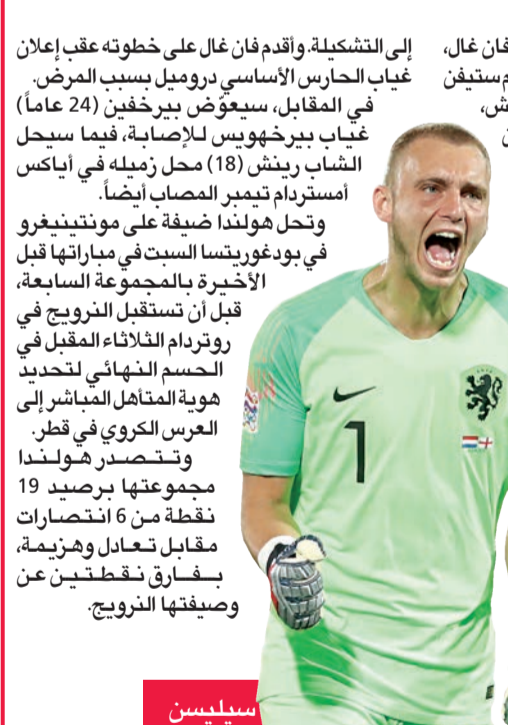 فان غال،
م ستيفن
ش،
إلى التشكيلة. وأقدم فان غال على خطوته عقب إعلان
غياب الحارس الأساسي دروميل بسبب المرض.
في المقابل، سيعوّض بيرخفين (24 عاماً)
غياب بيرخهويس للإصابة، فيما سيحل
الشاب رينش (18) محل زميله في أياكس
أمستردام تيمبر المصاب أيضاً.
وتحل هولندا ضيفة على مونتينيغرو
في بودغوريتسا السبت في مباراتها قبل
الأخيرة بالمجموعة السابعة،
قبل أن تستقبل النرويج في
روتردام الثلاثاء المقبل في
الحسم النهائي لتحديد
هوية المتأهل المباشر إلى
العرس الكروي في قطر.
وتتصدر هولندا
مجموعتها برصيد 19
نقطة من 6 انتصارات
مقابل تعادل وهزيمة،
بفارق نقطتين عن
وصيفتها النرويج.
1
سيليسن